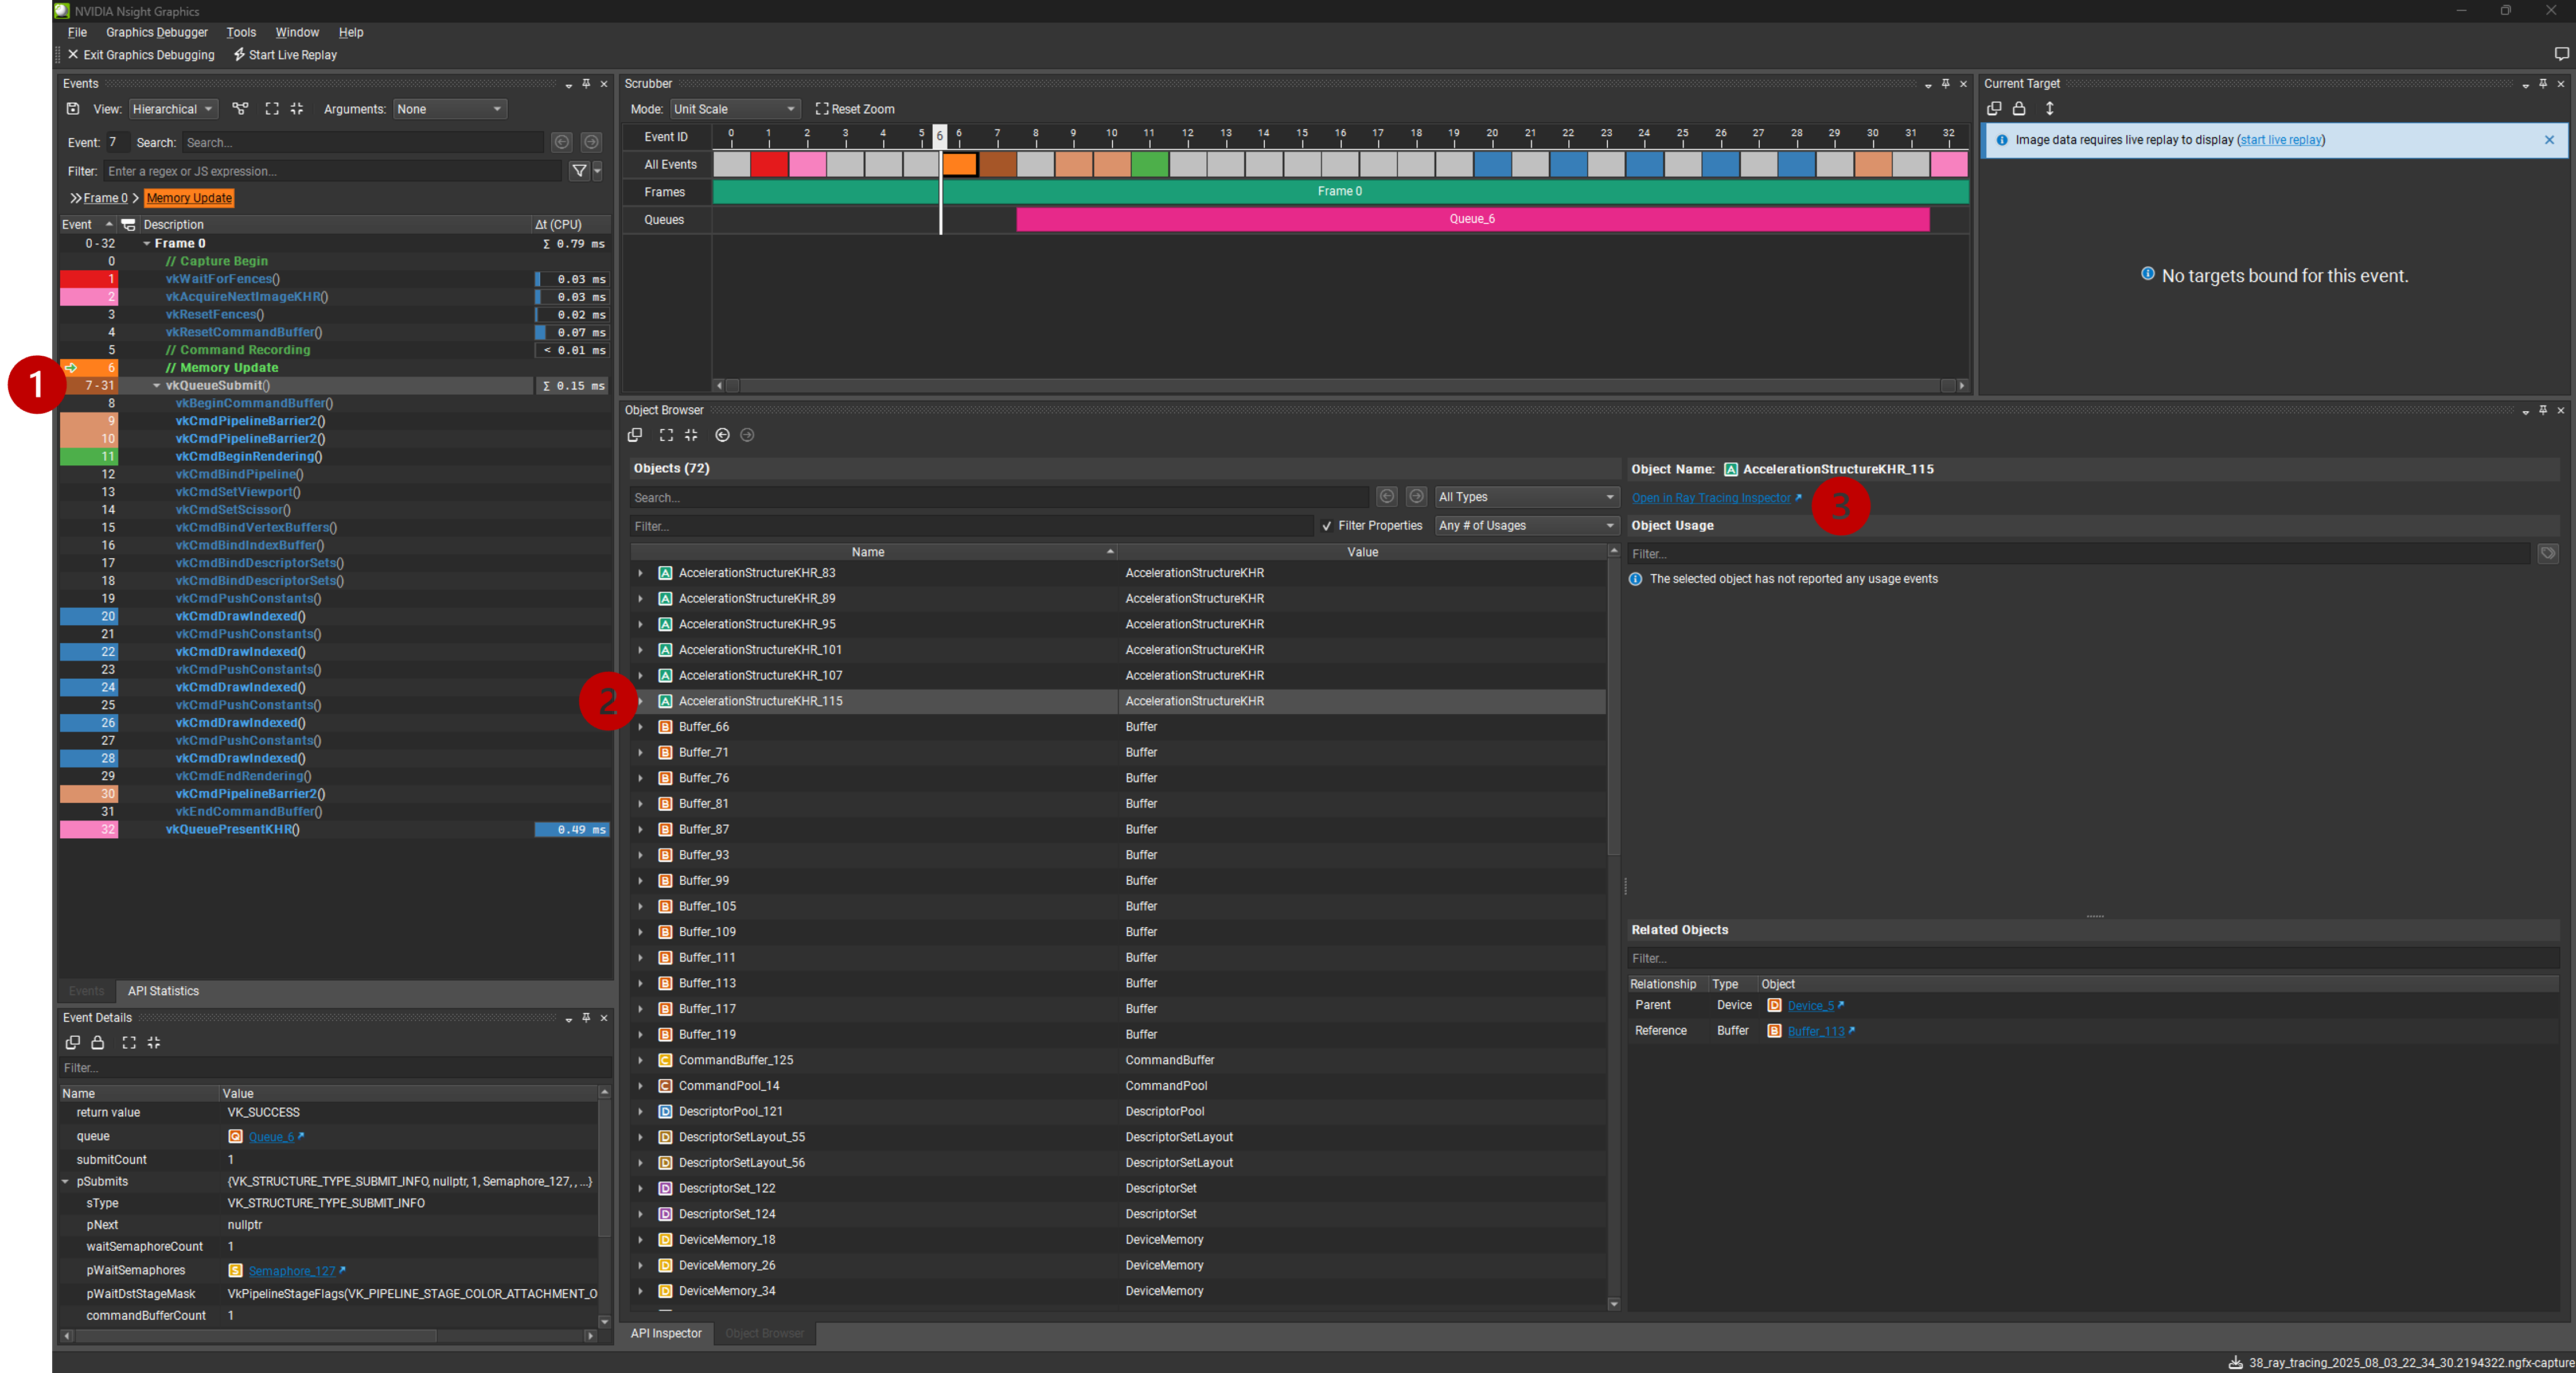 NVIDIA Nsight Graphics
File Graphics Debugger Tools Window Help
Exit Graphics Debugging Start Live Replay
Events
View: Hierarchical Arguments: None
Event: 7 Search: Search...
Filter: Enter a regex or JS expression...
Frame 0 > Memory Update
Event Description Δt (CPU)
0 - 32 Frame 0 Σ 0.79 ms
0 // Capture Begin
1 vkWaitForFences() 0.03 ms
2 vkAcquireNextImageKHR() 0.03 ms
3 vkResetFences() 0.02 ms
4 vkResetCommandBuffer() 0.07 ms
5 // Command Recording < 0.01 ms
6 // Memory Update
1
7 - 31 vkQueueSubmit() Σ 0.15 ms
8 vkBeginCommandBuffer()
9 vkCmdPipelineBarrier2()
10 vkCmdPipelineBarrier2()
11 vkCmdBeginRendering()
12 vkCmdBindPipeline()
13 vkCmdSetViewport()
14 vkCmdSetScissor()
15 vkCmdBindVertexBuffers()
16 vkCmdBindIndexBuffer()
17 vkCmdBindDescriptorSets()
18 vkCmdBindDescriptorSets()
19 vkCmdPushConstants()
20 vkCmdDrawIndexed()
21 vkCmdPushConstants()
22 vkCmdDrawIndexed()
23 vkCmdPushConstants()
24 vkCmdDrawIndexed()
25 vkCmdPushConstants()
26 vkCmdDrawIndexed()
27 vkCmdPushConstants()
28 vkCmdDrawIndexed()
29 vkCmdEndRendering()
30 vkCmdPipelineBarrier2()
31 vkEndCommandBuffer()
32 vkQueuePresentKHR() 0.49 ms
Events API Statistics
Event Details
Filter...
Name Value
return value VK_SUCCESS
queue Q Queue_6
submitCount 1
pSubmits {VK_STRUCTURE_TYPE_SUBMIT_INFO, nullptr, 1, Semaphore_127, , ...}
sType VK_STRUCTURE_TYPE_SUBMIT_INFO
pNext nullptr
waitSemaphoreCount 1
pWaitSemaphores S Semaphore_127
pWaitDstStageMask VkPipelineStageFlags(VK_PIPELINE_STAGE_COLOR_ATTACHMENT_O
commandBufferCount 1
Scrubber
Mode: Unit Scale Reset Zoom
Event ID 0 1 2 3 4 5 6 6 7 8 9 10 11 12 13 14 15 16 17 18 19 20 21 22 23 24 25 26 27 28 29 30 31 32
All Events
Frames Frame 0
Queues Queue_6
Current Target
Image data requires live replay to display (start live replay)
No targets bound for this event.
Object Browser
Objects (72)
Search... All Types
Filter... Filter Properties Any # of Usages
Name Value
A AccelerationStructureKHR_83 AccelerationStructureKHR
A AccelerationStructureKHR_89 AccelerationStructureKHR
A AccelerationStructureKHR_95 AccelerationStructureKHR
A AccelerationStructureKHR_101 AccelerationStructureKHR
A AccelerationStructureKHR_107 AccelerationStructureKHR
2
A AccelerationStructureKHR_115 AccelerationStructureKHR
B Buffer_66 Buffer
B Buffer_71 Buffer
B Buffer_76 Buffer
B Buffer_81 Buffer
B Buffer_87 Buffer
B Buffer_93 Buffer
B Buffer_99 Buffer
B Buffer_105 Buffer
B Buffer_109 Buffer
B Buffer_111 Buffer
B Buffer_113 Buffer
B Buffer_117 Buffer
B Buffer_119 Buffer
C CommandBuffer_125 CommandBuffer
C CommandPool_14 CommandPool
D DescriptorPool_121 DescriptorPool
D DescriptorSetLayout_55 DescriptorSetLayout
D DescriptorSetLayout_56 DescriptorSetLayout
D DescriptorSet_122 DescriptorSet
D DescriptorSet_124 DescriptorSet
D DeviceMemory_18 DeviceMemory
D DeviceMemory_26 DeviceMemory
D DeviceMemory_34 DeviceMemory
API Inspector Object Browser
Object Name: A AccelerationStructureKHR_115
Open in Ray Tracing Inspector
3
Object Usage
Filter...
The selected object has not reported any usage events
Related Objects
Filter...
Relationship Type Object
Parent Device D Device_5
Reference Buffer B Buffer_113
38_ray_tracing_2025_08_03_22_34_30.2194322.ngfx-capture